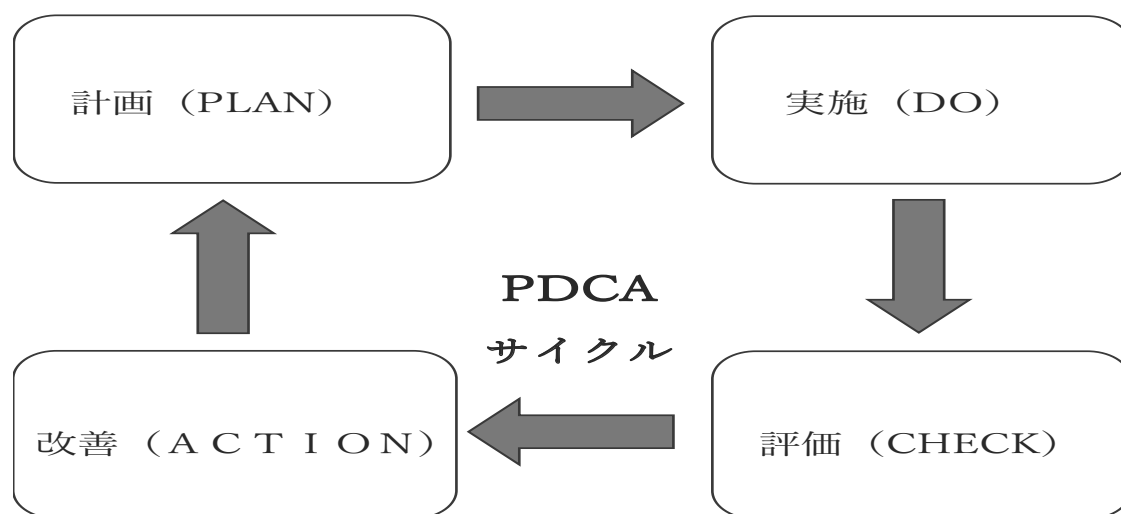 計画（PLAN）
実施（DO）
PDCA
サイクル
改善（ＡＣＴＩＯＮ）
評価（CHECK）